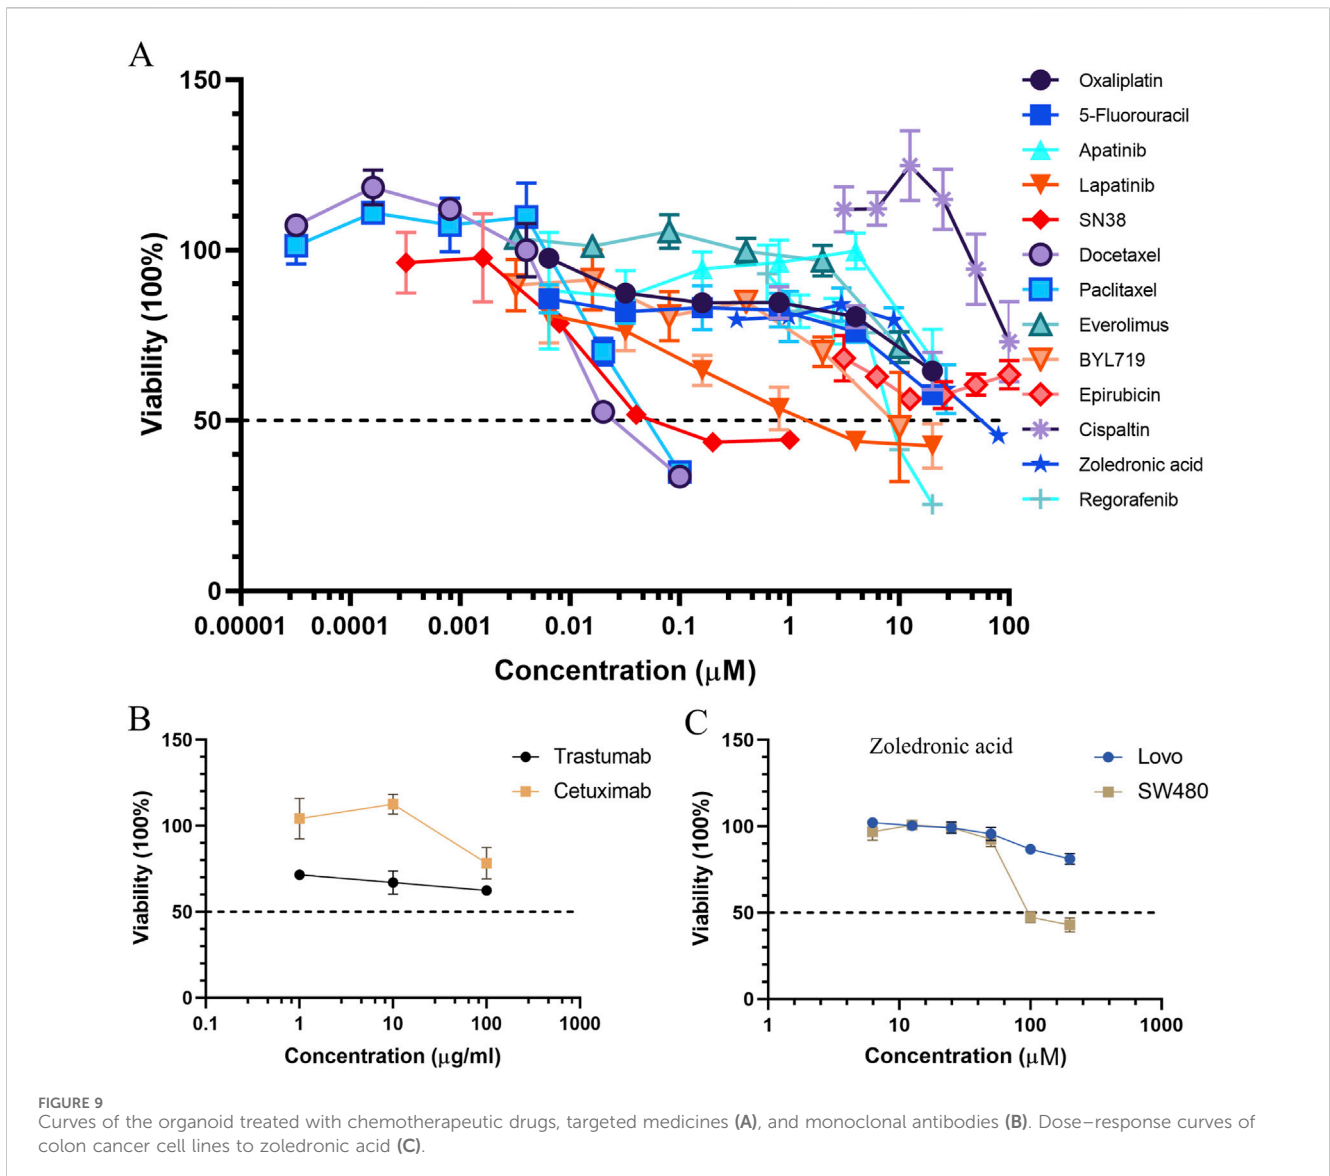 A
150
100
50
0
Viability (100%)
0.00001 0.0001 0.001 0.01 0.1 1 10 100
Concentration (μM)
Oxaliplatin
5-Fluorouracil
Apatinib
Lapatinib
SN38
Docetaxel
Paclitaxel
Everolimus
BYL719
Epirubicin
Cispaltin
Zoledronic acid
Regorafenib
B
150
100
50
0
Viability (100%)
0.1 1 10 100 1000
Concentration (μg/ml)
Trastumab
Cetuximab
C
Zoledronic acid
150
100
50
0
Viability (100%)
1 10 100 1000
Concentration (μM)
Lovo
SW480
FIGURE 9
Curves of the organoid treated with chemotherapeutic drugs, targeted medicines (A), and monoclonal antibodies (B). Dose–response curves of
colon cancer cell lines to zoledronic acid (C).